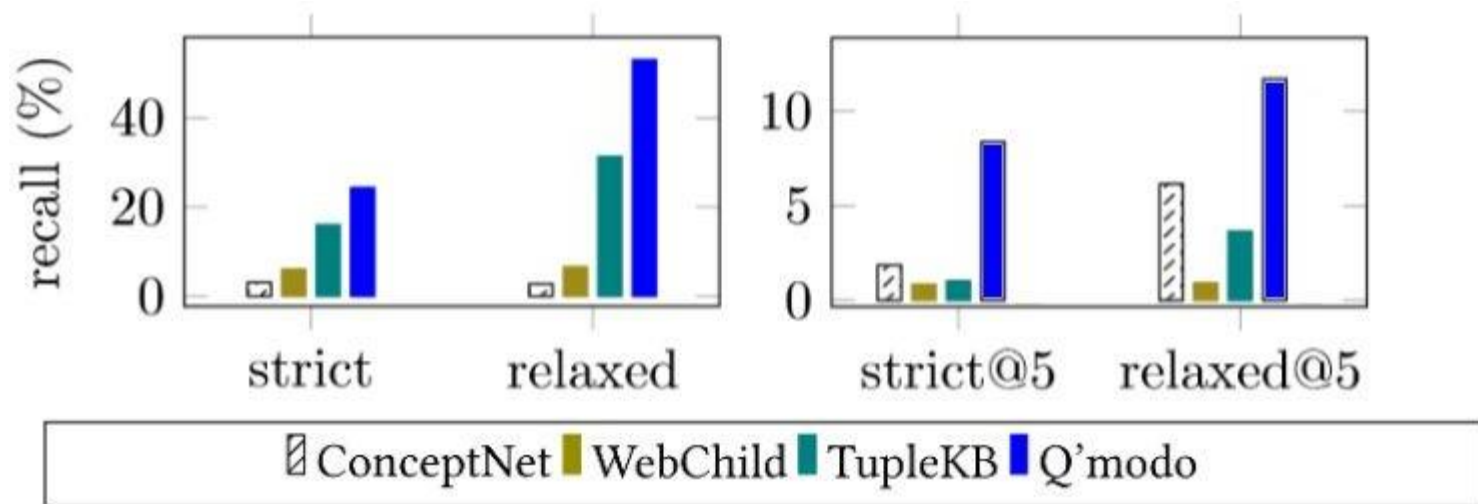 recall (%)
40
20
0
strict relaxed
10
5
0
strict@5 relaxed@5
ConceptNet WebChild TupleKB Q’modo